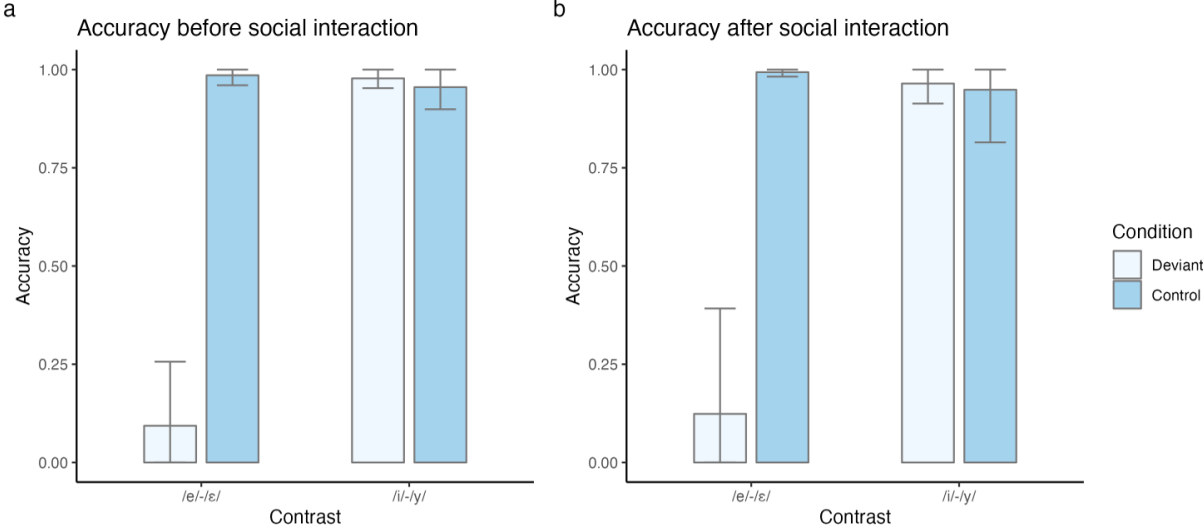 a
Accuracy before social interaction
1.00
0.75
0.50
0.25
0.00
Accuracy
/e/-/ε/
/i/-/y/
Contrast
b
Accuracy after social interaction
1.00
0.75
0.50
0.25
0.00
Accuracy
/e/-/ε/
/i/-/y/
Contrast
Condition
Deviant
Control